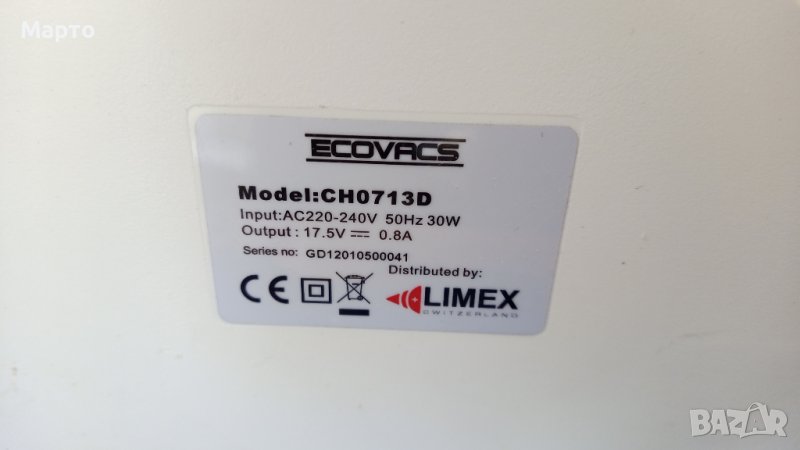 Марто
ECOVACS
Model:CH0713D
Input:AC220-240V 50Hz 30W
Output : 17.5V 0.8A
Series no: GD12010500041
Distributed by:
CE
LIMEX
SWITZERLAND
BAZAR